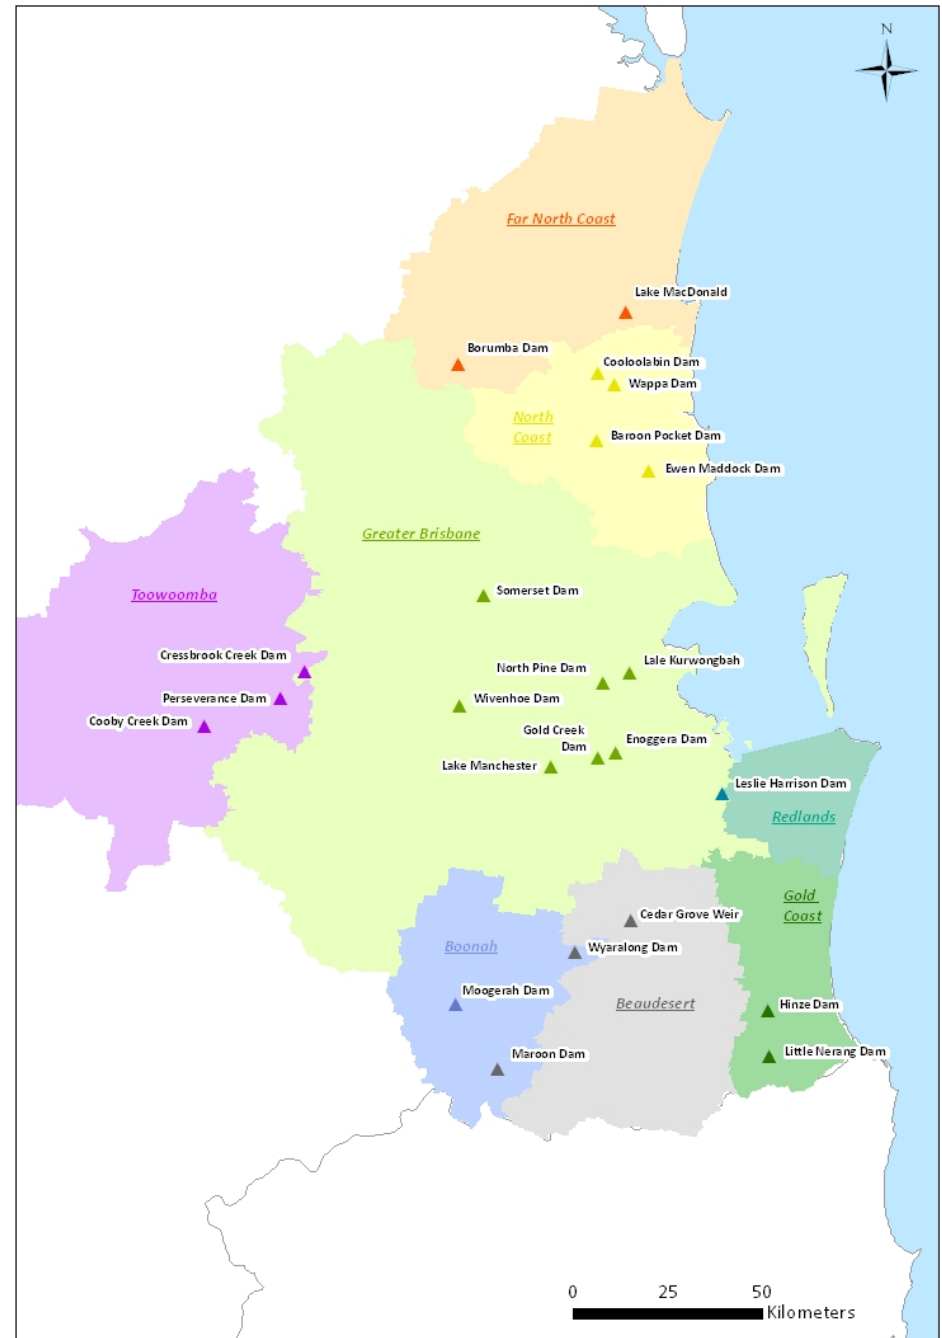 N
Far North Coast
Lake MacDonald
Borumba Dam
Cooloolabin Dam
Wappa Dam
North
Coast
Baroon Pocket Dam
Ewen Maddock Dam
Greater Brisbane
Somerset Dam
Toowoomba
Cressbrook Creek Dam
Lale Kurwongbah
North Pine Dam
Perseverance Dam
Wivenhoe Dam
Cooby Creek Dam
Gold Creek
Dam
Enoggera Dam
Lake Manchester
Leslie Harrison Dam
Redlands
Gold
Coast
Cedar Grove Weir
Boonah
Wyaralong Dam
Moogerah Dam
Beaudesert
Hinze Dam
Maroon Dam
Little Nerang Dam
0 25 50
Kilometers